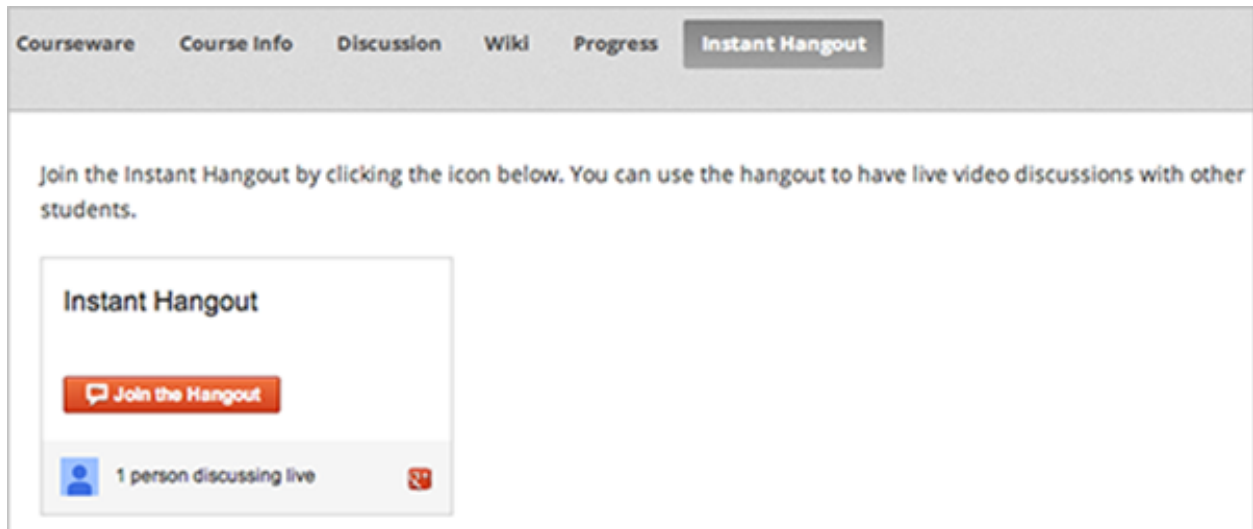 Courseware Course Info Discussion Wiki Progress Instant Hangout
Join the Instant Hangout by clicking the icon below. You can use the hangout to have live video discussions with other
students.
Instant Hangout
Join the Hangout
1 person discussing live